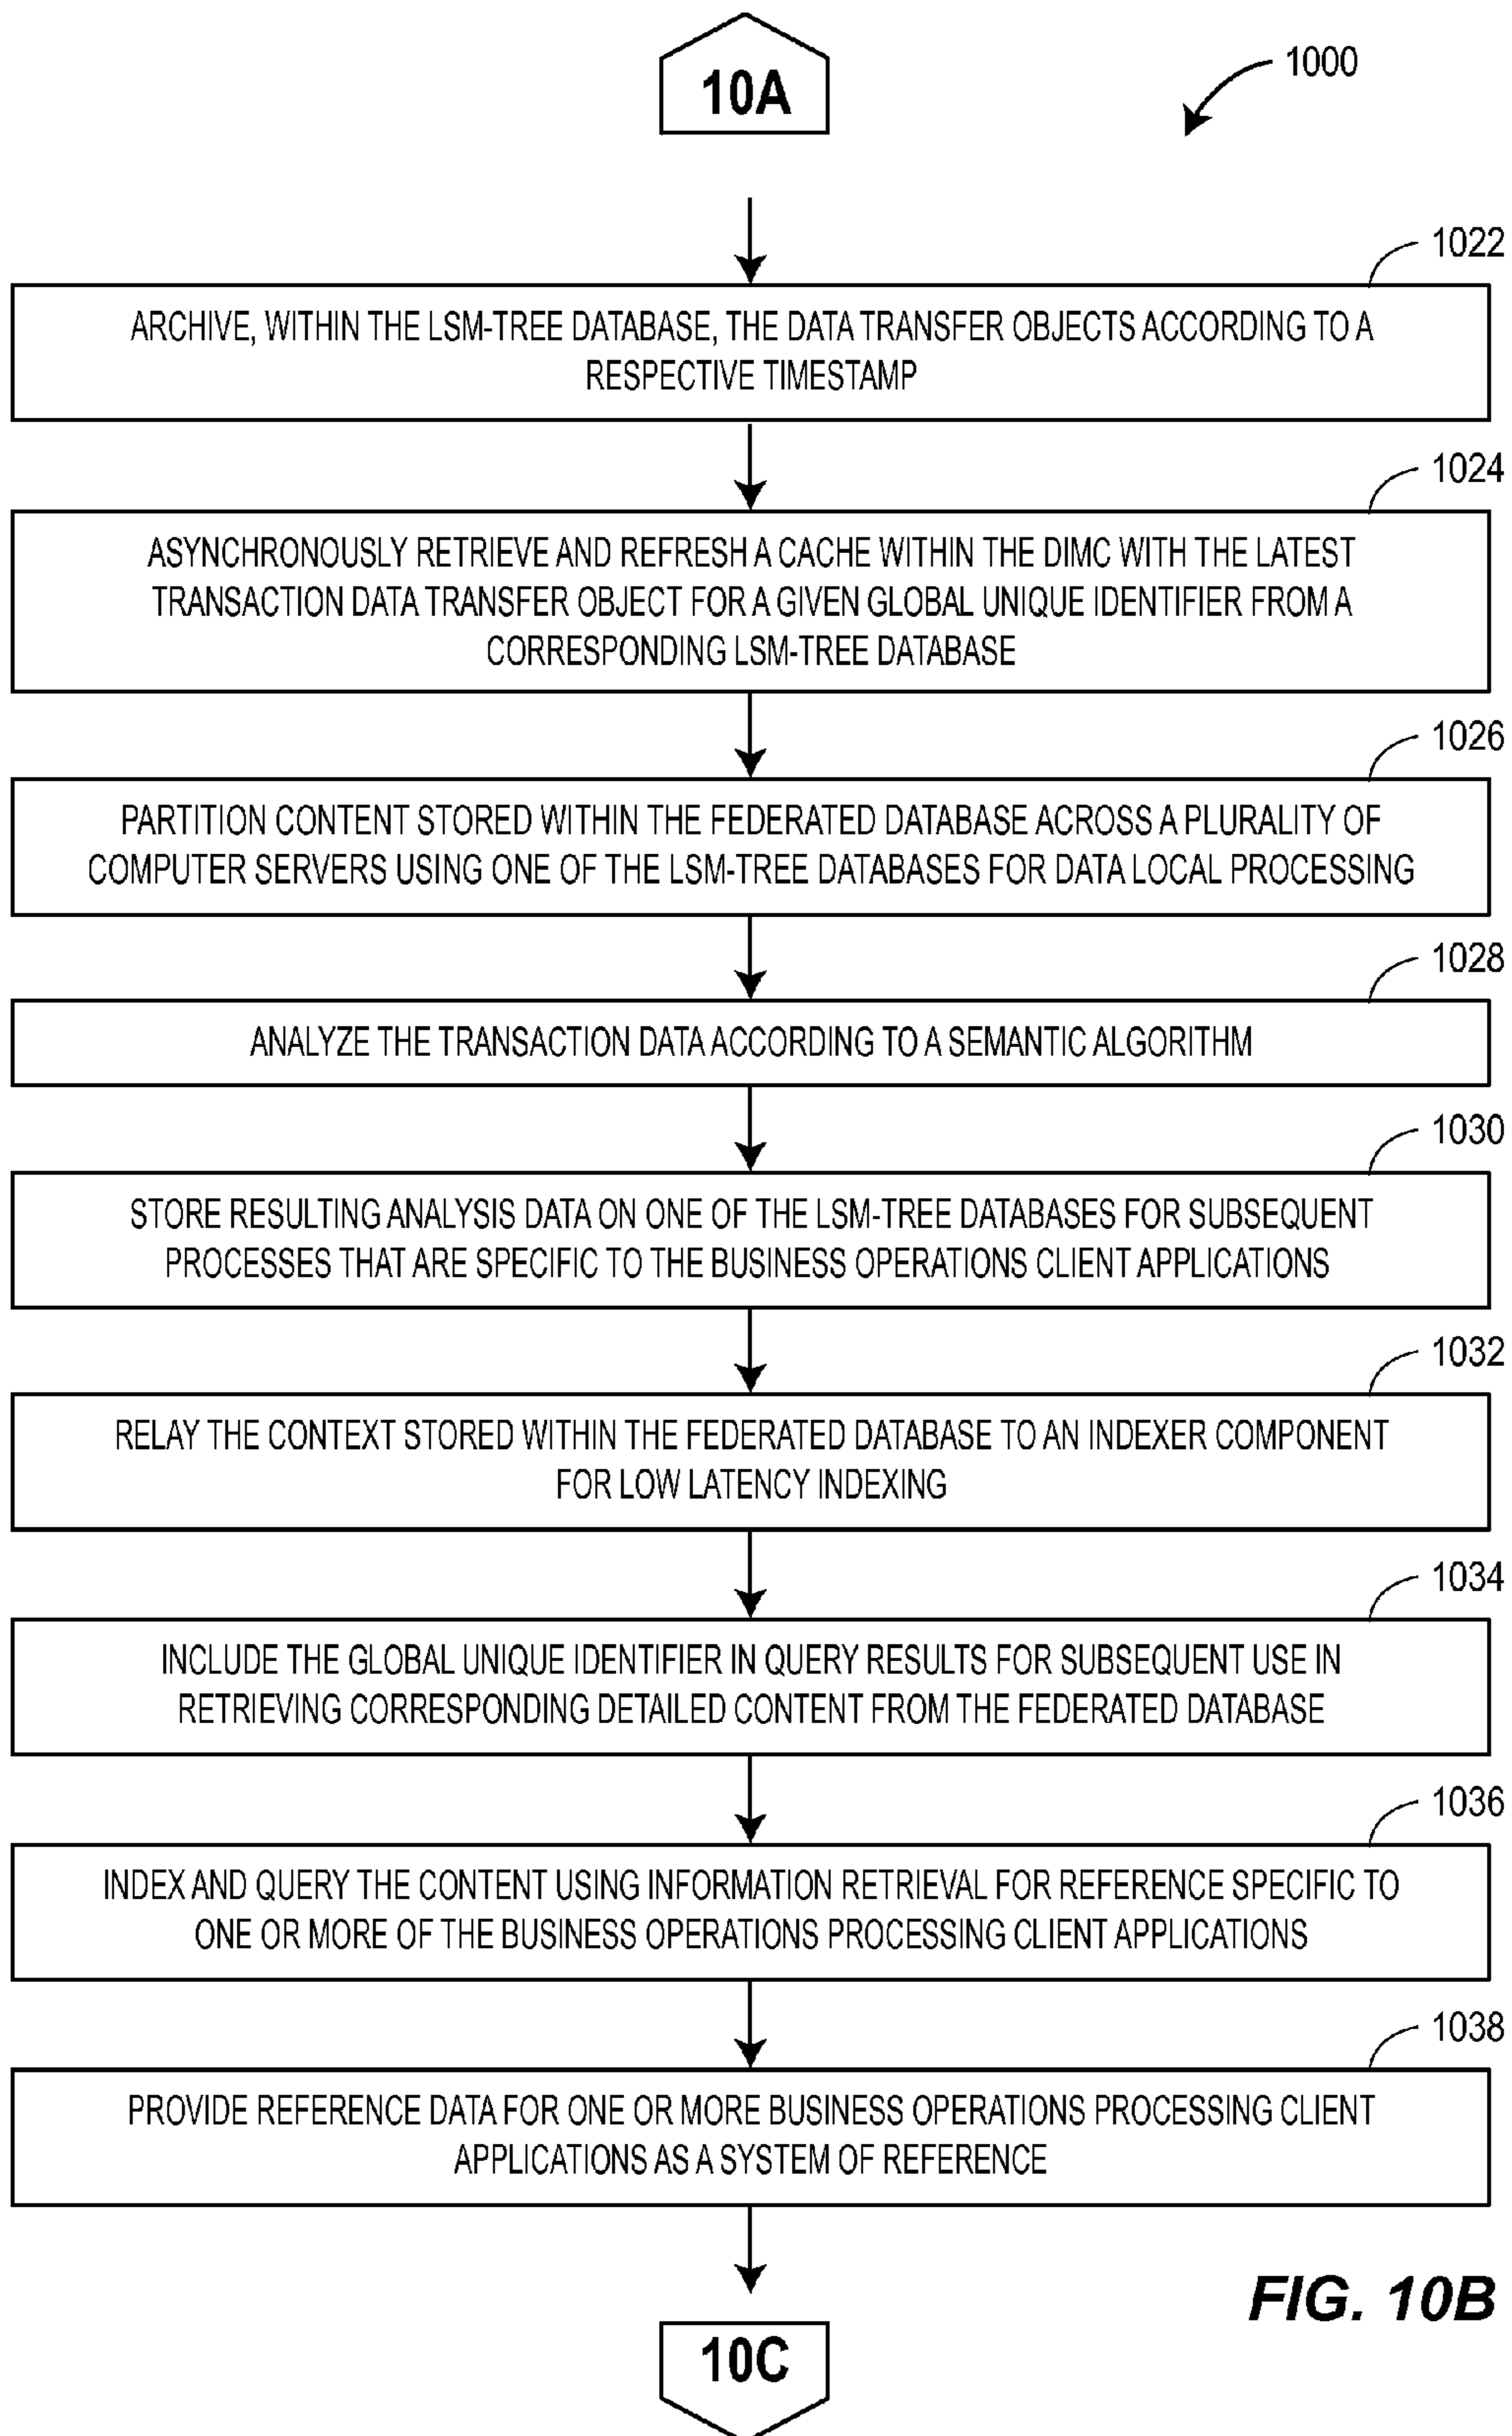 10A
1000
1022
ARCHIVE, WITHIN THE LSM-TREE DATABASE, THE DATA TRANSFER OBJECTS ACCORDING TO A
RESPECTIVE TIMESTAMP
1024
ASYNCHRONOUSLY RETRIEVE AND REFRESH A CACHE WITHIN THE DIMC WITH THE LATEST
TRANSACTION DATA TRANSFER OBJECT FOR A GIVEN GLOBAL UNIQUE IDENTIFIER FROM A
CORRESPONDING LSM-TREE DATABASE
1026
PARTITION CONTENT STORED WITHIN THE FEDERATED DATABASE ACROSS A PLURALITY OF
COMPUTER SERVERS USING ONE OF THE LSM-TREE DATABASES FOR DATA LOCAL PROCESSING
1028
ANALYZE THE TRANSACTION DATA ACCORDING TO A SEMANTIC ALGORITHM
1030
STORE RESULTING ANALYSIS DATA ON ONE OF THE LSM-TREE DATABASES FOR SUBSEQUENT
PROCESSES THAT ARE SPECIFIC TO THE BUSINESS OPERATIONS CLIENT APPLICATIONS
1032
RELAY THE CONTEXT STORED WITHIN THE FEDERATED DATABASE TO AN INDEXER COMPONENT
FOR LOW LATENCY INDEXING
1034
INCLUDE THE GLOBAL UNIQUE IDENTIFIER IN QUERY RESULTS FOR SUBSEQUENT USE IN
RETRIEVING CORRESPONDING DETAILED CONTENT FROM THE FEDERATED DATABASE
1036
INDEX AND QUERY THE CONTENT USING INFORMATION RETRIEVAL FOR REFERENCE SPECIFIC TO
ONE OR MORE OF THE BUSINESS OPERATIONS PROCESSING CLIENT APPLICATIONS
1038
PROVIDE REFERENCE DATA FOR ONE OR MORE BUSINESS OPERATIONS PROCESSING CLIENT
APPLICATIONS AS A SYSTEM OF REFERENCE
FIG. 10B
10C